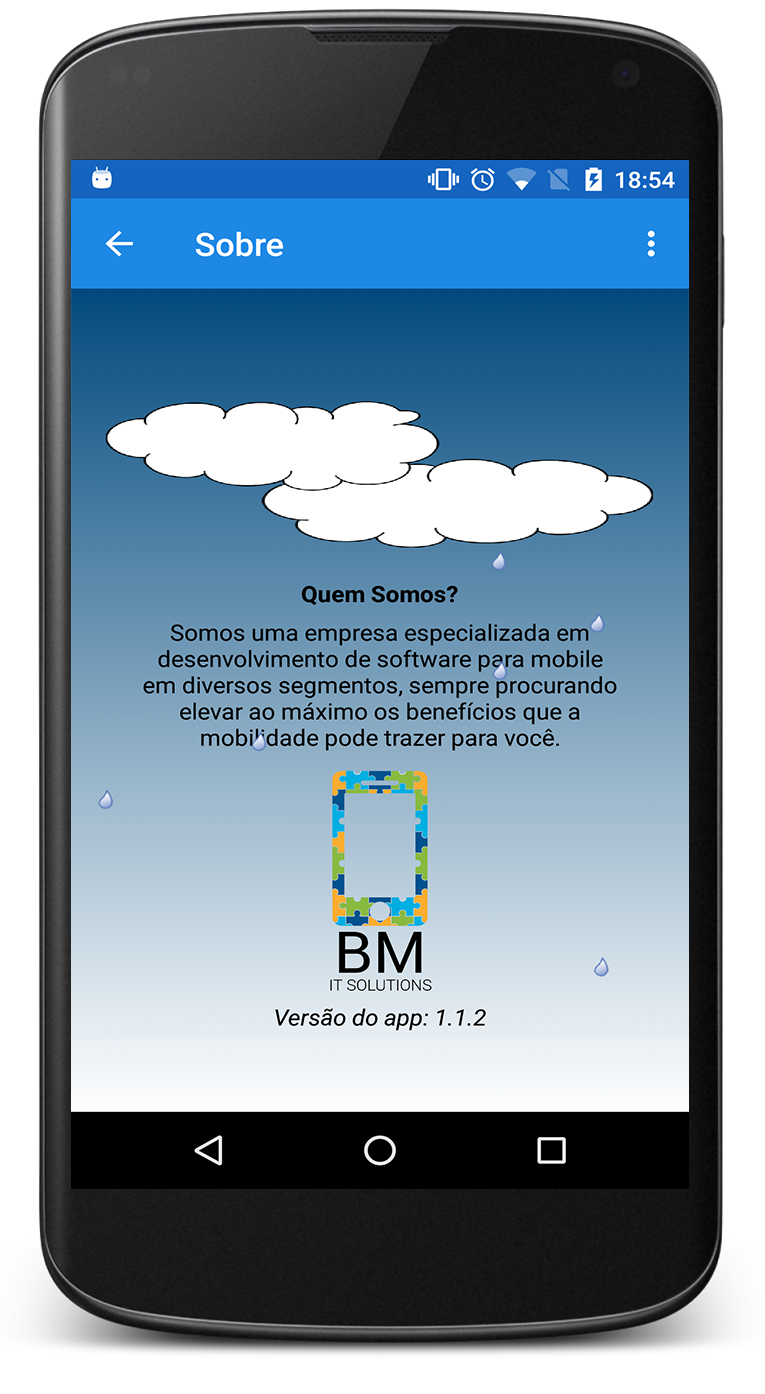 18:54
Sobre
Quem Somos?
Somos uma empresa especializada em
desenvolvimento de software para mobile
em diversos segmentos, sempre procurando
elevar ao máximo os benefícios que a
mobilidade pode trazer para você.
BM
IT SOLUTIONS
Versão do app: 1.1.2